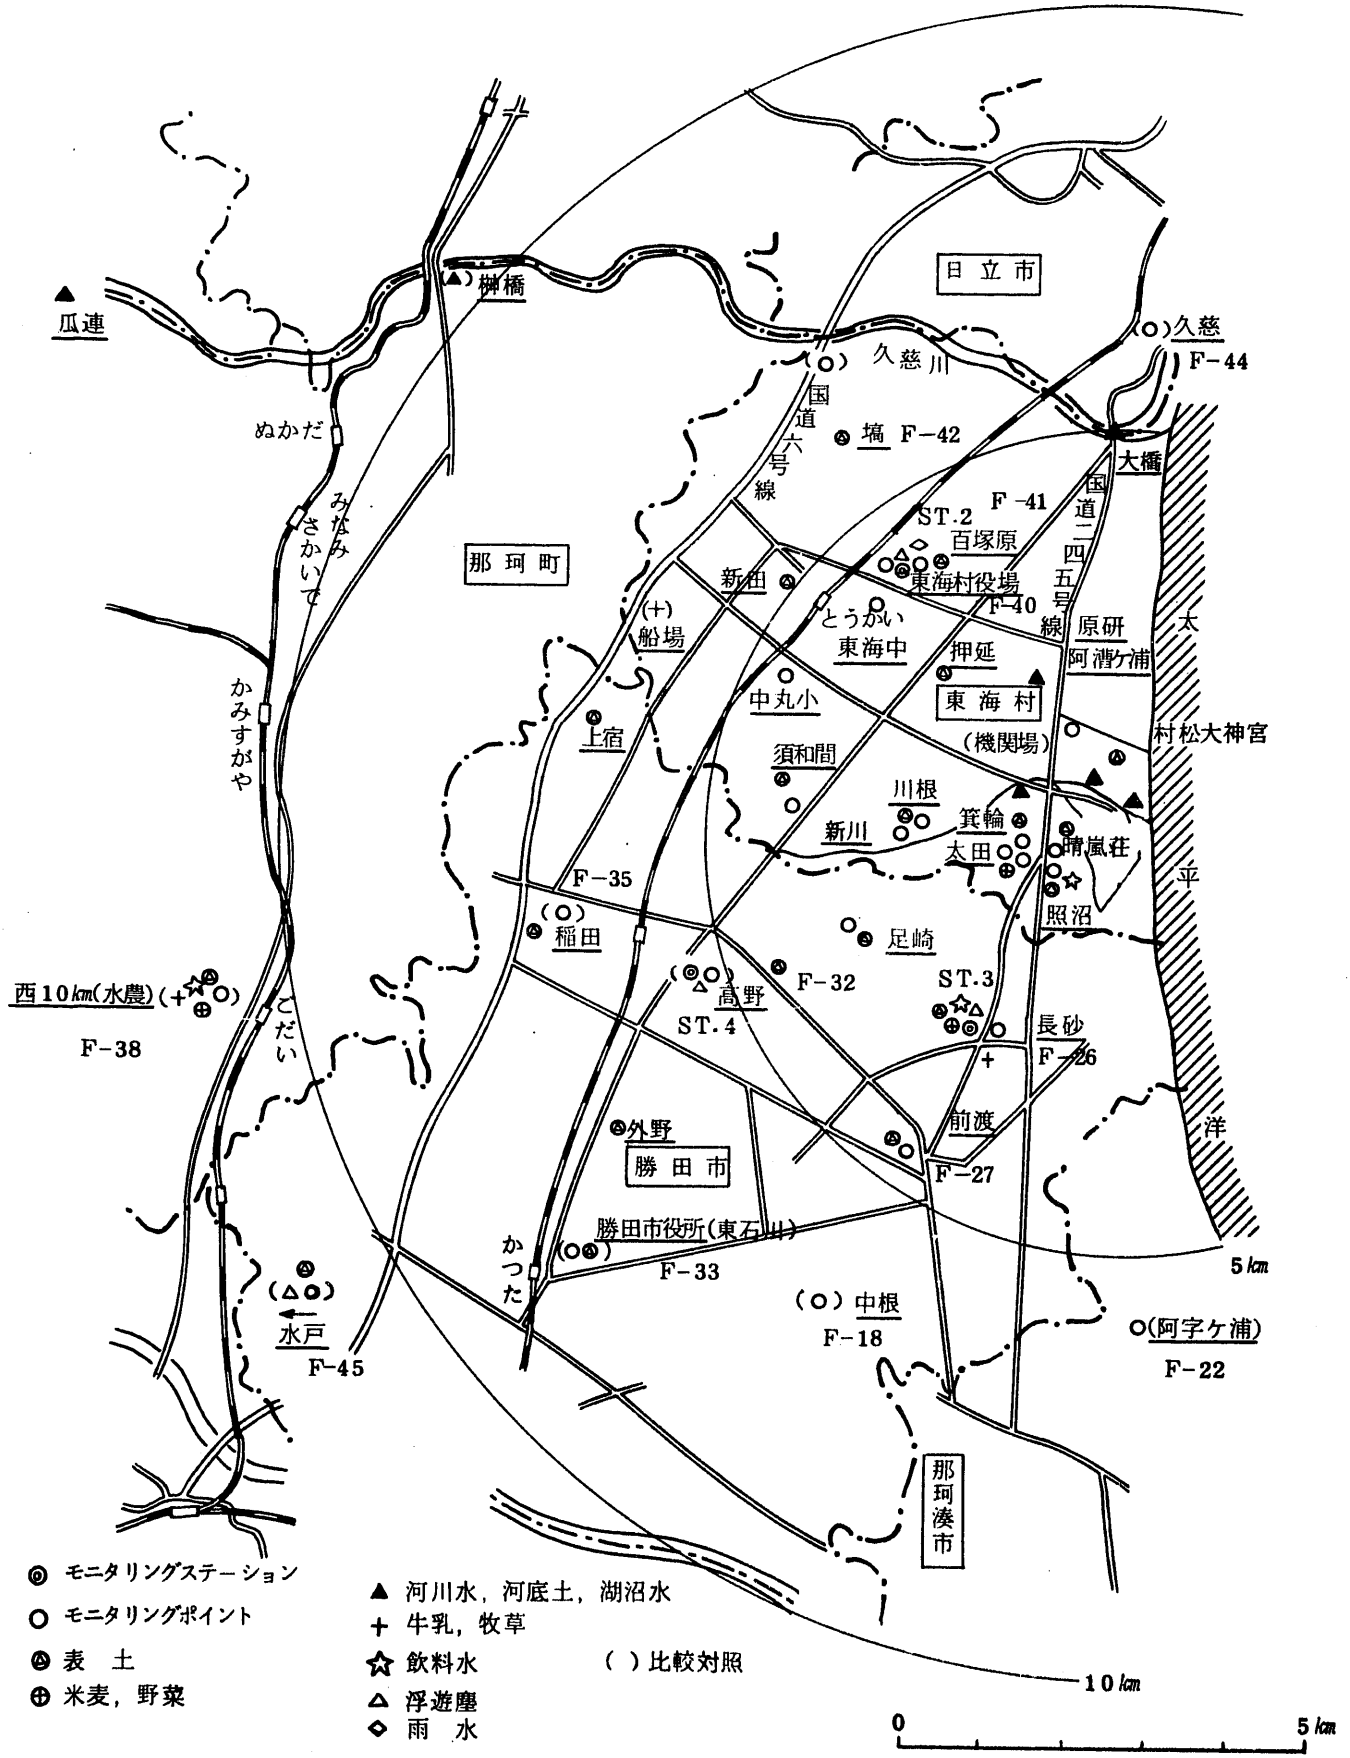 日立市
榊橋
瓜連
久慈
F-44
久慈川
国道六号線
ぬかだ
塙 F-42
大橋
みなみさかいで
F-41
ST.2
国道二四五号線
百塚原
那珂町
新田
東海村役場
F-40
とうかい
太平洋
(+)
船場
東海中
原研
押延
阿漕ケ浦
かみすがや
中丸小
東海村
上宿
(機関場)
村松大神宮
須和間
川根
新川
箕輪
太田
晴嵐荘
F-35
照沼
稲田
足崎
西10km(水農)(+ )
F-38
F-32
ST.3
高野
ST.4
ごだい
長砂
F-26
+
前渡
外野
勝田市
F-27
勝田市役所(東石川)
かつた
F-33
5km
水戸
F-45
( )中根
F-18
(阿字ケ浦)
F-22
那珂湊市
モニタリングステーション
モニタリングポイント
表 土
米麦, 野菜
河川水, 河底土, 湖沼水
牛乳, 牧草
飲料水
( )比較対照
浮遊塵
雨 水
10km
0 5km